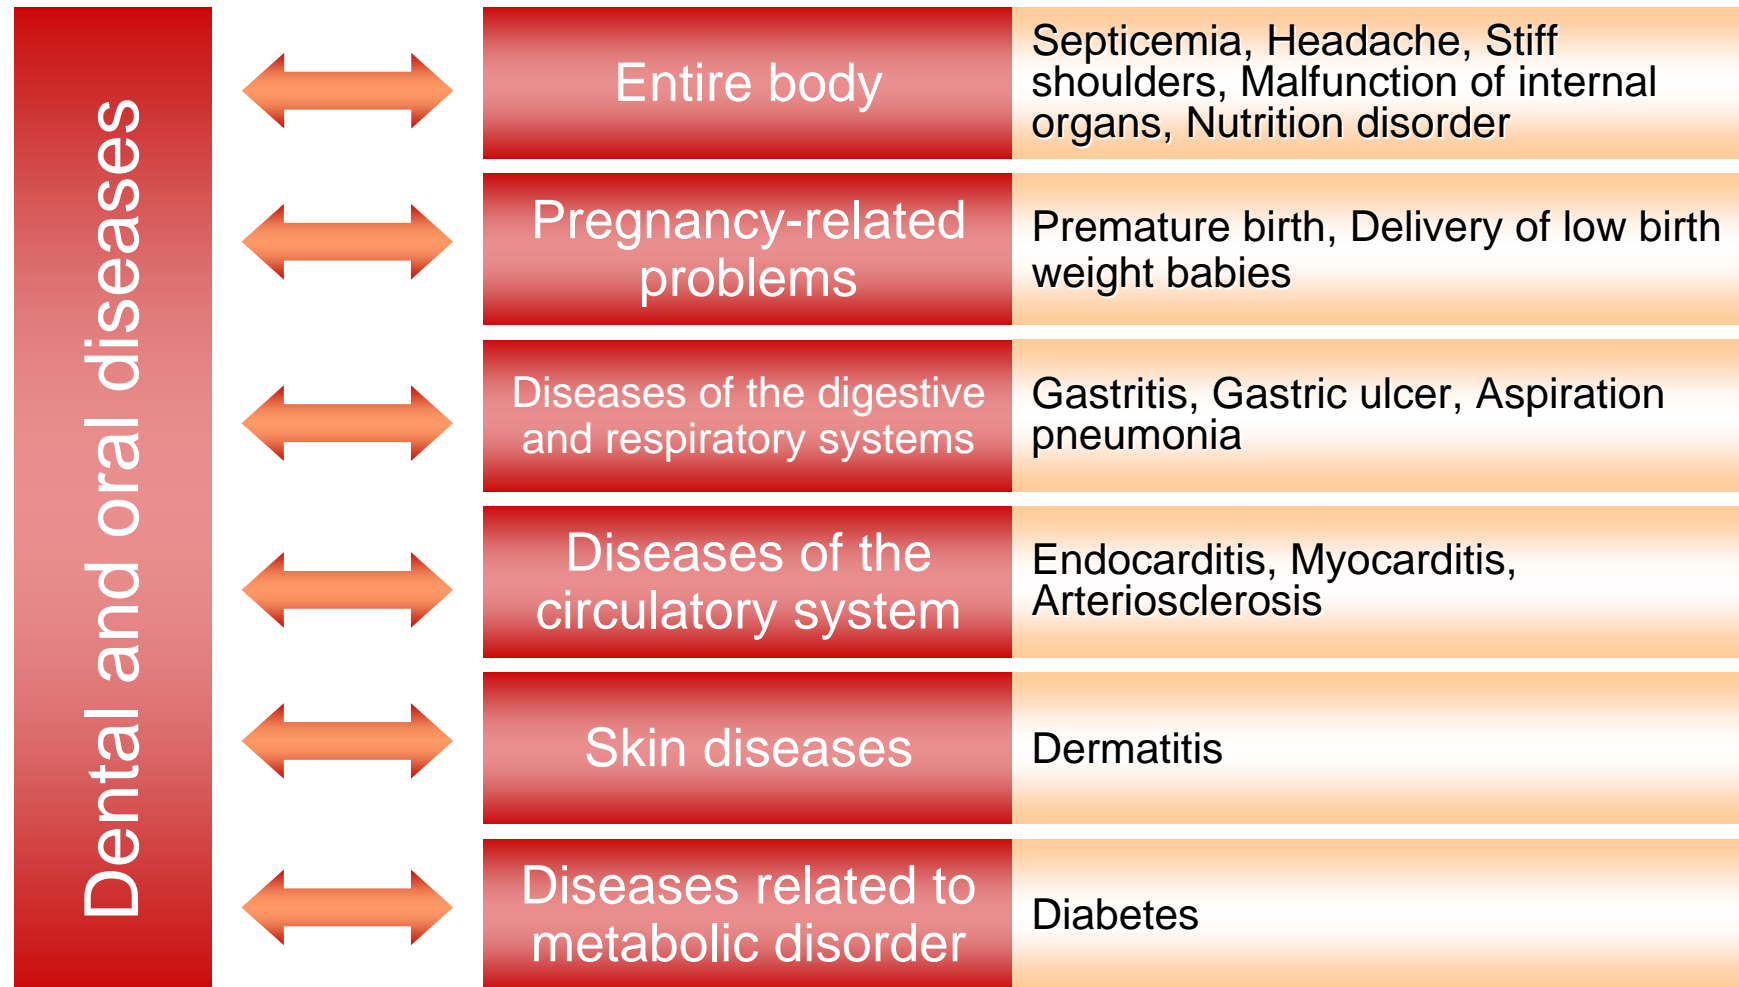 Dental and oral diseases
Entire body
Septicemia, Headache, Stiff
shoulders, Malfunction of internal
organs, Nutrition disorder
Pregnancy-related
problems
Premature birth, Delivery of low birth
weight babies
Diseases of the digestive
and respiratory systems
Gastritis, Gastric ulcer, Aspiration
pneumonia
Diseases of the
circulatory system
Endocarditis, Myocarditis,
Arteriosclerosis
Skin diseases
Dermatitis
Diseases related to
metabolic disorder
Diabetes